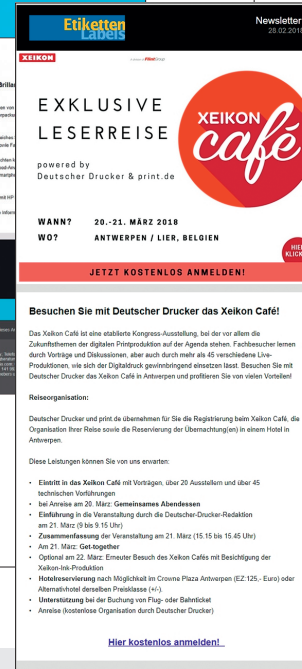 Etiketten
Labels
Newsletter
28.02.2018
XEIKON
EXKLUSIVE
LESERREISE
powered by
Deutscher Drucker & print.de
XEIKON
café
WANN? 20.-21. MÄRZ 2018
WO? ANTWERPEN / LIER, BELGIEN
HIE
KLICK
JETZT KOSTENLOS ANMELDEN!
Besuchen Sie mit Deutscher Drucker das Xeikon Café!
Das Xeikon Café ist eine etablierte Kongress-Ausstellung, bei der vor allem die
Zukunftsthemen der digitalen Printproduktion auf der Agenda stehen. Fachbesucher lernen
durch Vorträge und Diskussionen, aber auch durch mehr als 45 verschiedene Live-
Produktionen, wie sich der Digitaldruck gewinnbringend einsetzen lässt. Besuchen Sie mit
Deutscher Drucker das Xeikon Café in Antwerpen und profitieren Sie von vielen Vorteilen!
Reiseorganisation:
Deutscher Drucker und print.de übernehmen für Sie die Registrierung beim Xeikon Café, die
Organisation Ihrer Reise sowie die Reservierung der Übernachtung(en) in einem Hotel in
Antwerpen.
Diese Leistungen können Sie von uns erwarten:
• Eintritt in das Xeikon Café mit Vorträgen, über 20 Ausstellern und über 45
technischen Vorführungen
• bei Anreise am 20. März: Gemeinsames Abendessen
• Einführung in die Veranstaltung durch die Deutscher-Drucker-Redaktion
am 21. März (9 bis 9.15 Uhr)
• Zusammenfassung der Veranstaltung am 21. März (15.15 bis 15.45 Uhr)
• Am 21. März: Get-together
• Optional am 22. März: Erneuter Besuch des Xeikon Cafés mit Besichtigung der
Xeikon-Ink-Produktion
• Hotelreservierung nach Möglichkeit im Crowne Plaza Antwerpen (EZ:125,- Euro) oder
Alternativhotel derselben Preisklasse (+/-).
• Unterstützung bei der Buchung von Flug- oder Bahnticket
• Anreise (kostenlose Organisation durch Deutscher Drucker)
Hier kostenlos anmelden!